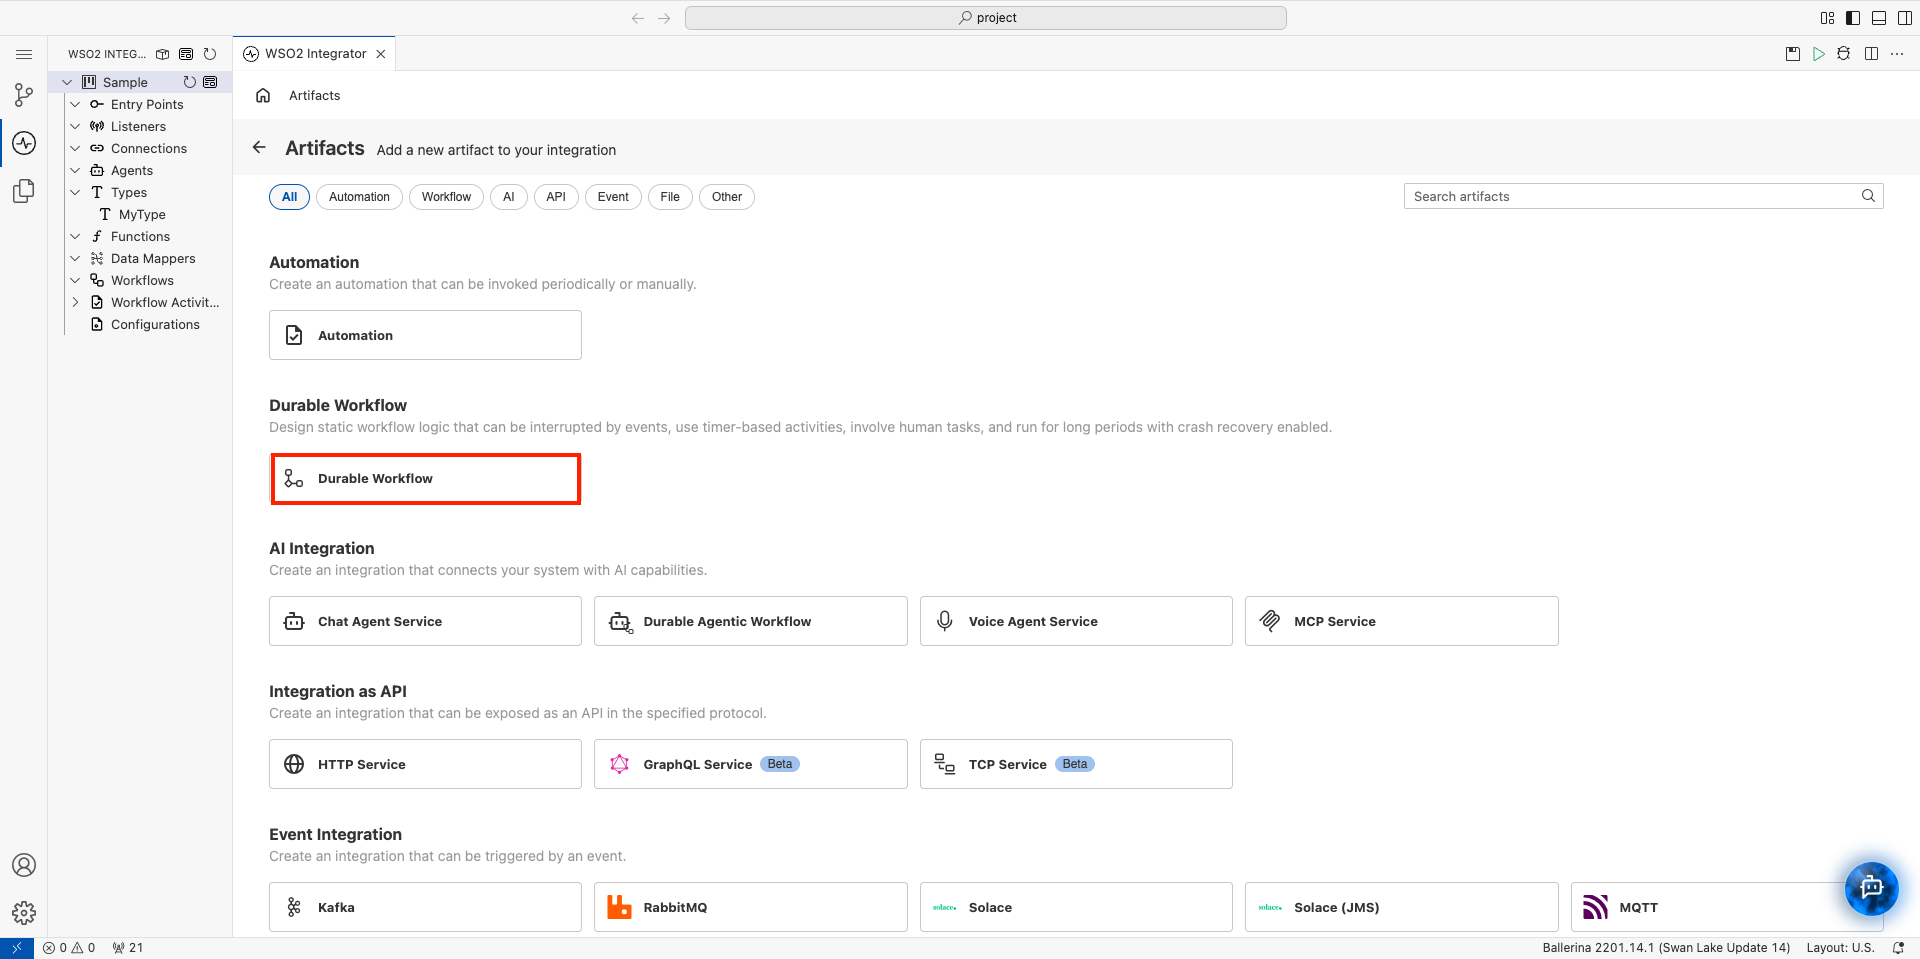 project
WSO2 INTEG...
WSO2 Integrator
Sample
Entry Points
Listeners
Connections
Agents
Types
MyType
Functions
Data Mappers
Workflows
Workflow Activit...
Configurations
Artifacts
Artifacts Add a new artifact to your integration
All Automation Workflow AI API Event File Other
Search artifacts
Automation
Create an automation that can be invoked periodically or manually.
Automation
Durable Workflow
Design static workflow logic that can be interrupted by events, use timer-based activities, involve human tasks, and run for long periods with crash recovery enabled.
Durable Workflow
AI Integration
Create an integration that connects your system with AI capabilities.
Chat Agent Service Durable Agentic Workflow Voice Agent Service MCP Service
Integration as API
Create an integration that can be exposed as an API in the specified protocol.
HTTP Service GraphQL Service Beta TCP Service Beta
Event Integration
Create an integration that can be triggered by an event.
Kafka RabbitMQ solace. Solace solace. Solace (JMS) MQTT
0 0 21 Ballerina 2201.14.1 (Swan Lake Update 14) Layout: U.S.